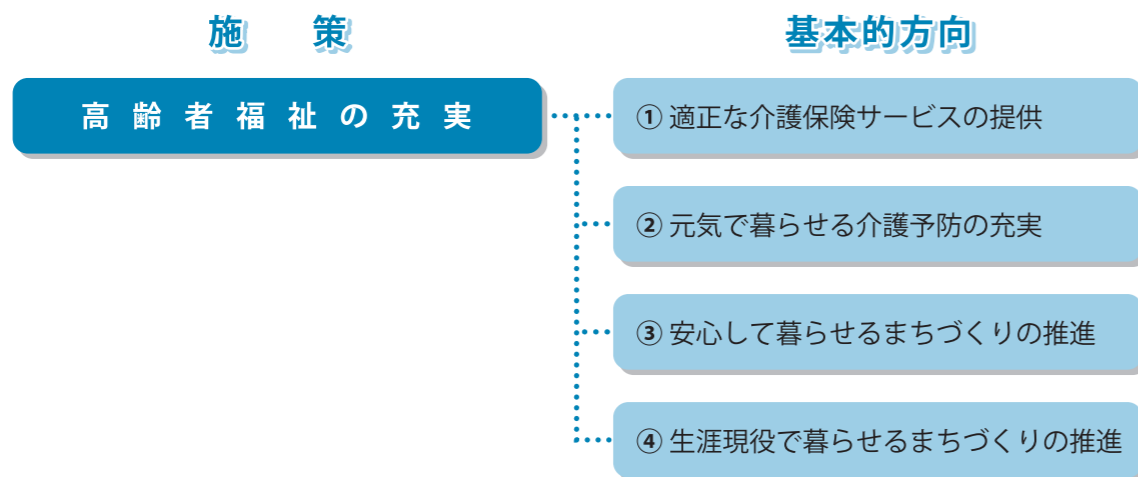 施策
基本的方向
高齢者福祉の充実
① 適正な介護保険サービスの提供
② 元気で暮らせる介護予防の充実
③ 安心して暮らせるまちづくりの推進
④ 生涯現役で暮らせるまちづくりの推進